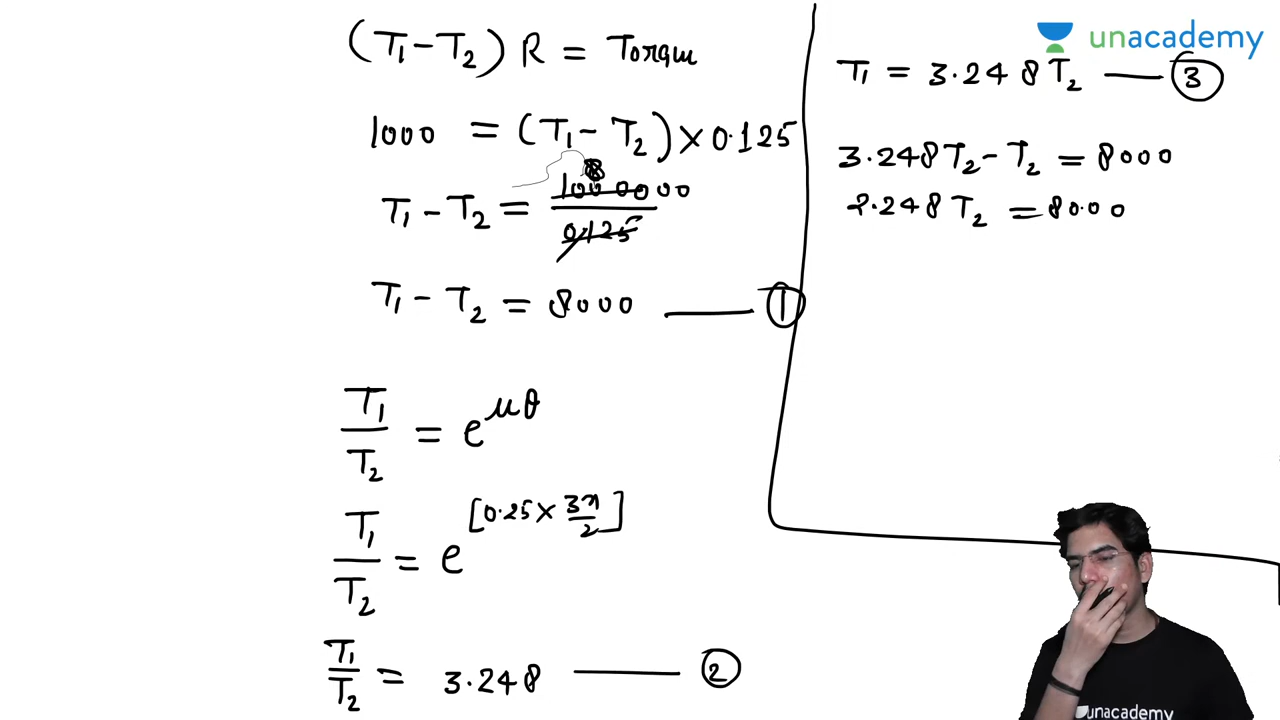 (T₁ - T₂) R = Torque
1000 = (T₁ - T₂) × 0.125
T₁ - T₂ = 1000000/0.125
8
T₁ - T₂ = 8000 —— ①
T₁/T₂ = e^μθ
T₁/T₂ = e^[0.25 × 3π/2]
T₁/T₂ = 3.248 —— ②
unacademy
T₁ = 3.248 T₂ —— ③
3.248 T₂ - T₂ = 8000
2.248 T₂ = 8000
unacademy